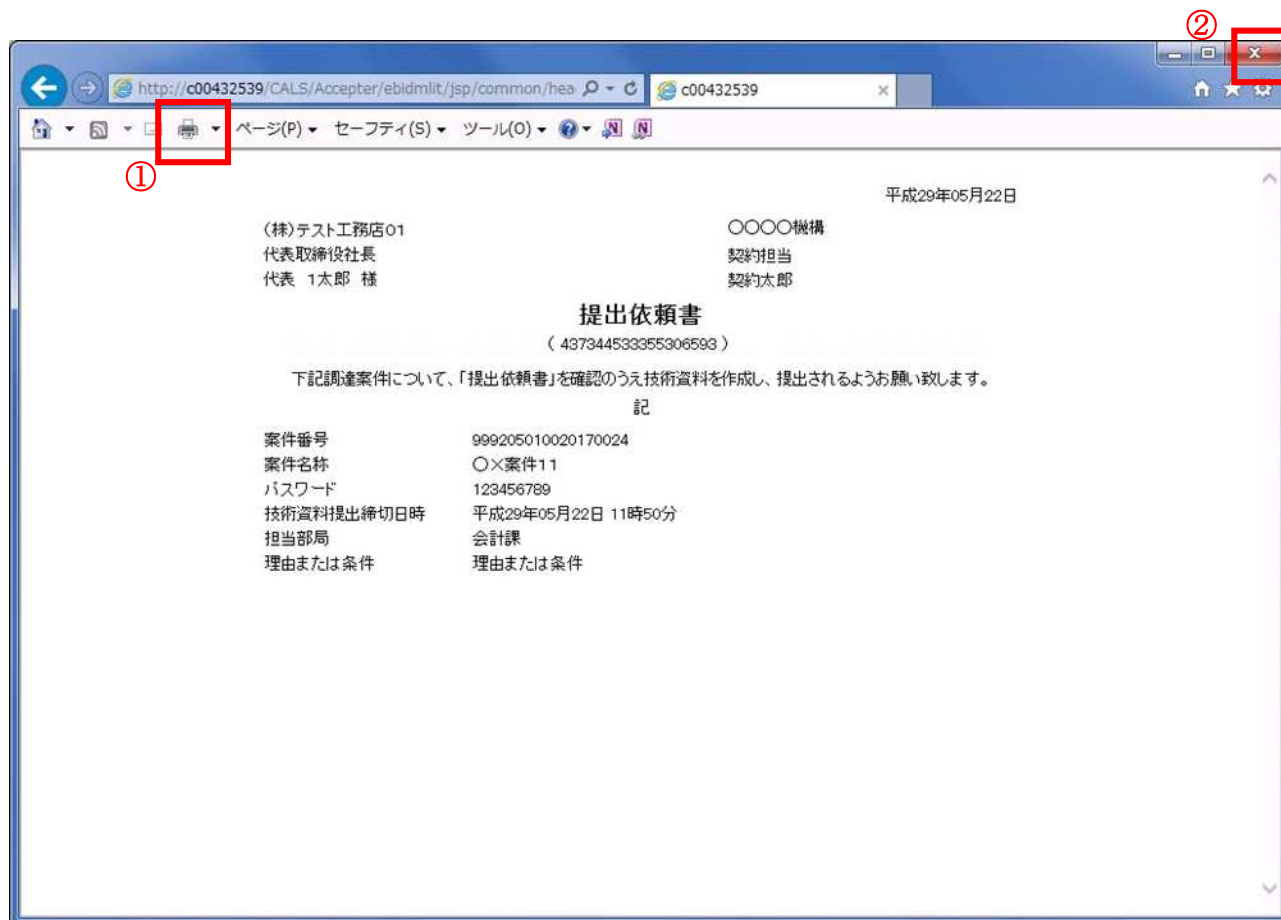 ②
http://c00432539/CALS/Accepter/ebidmlit/jsp/common/hea
c00432539
ページ(P) セーフティ(S) ツール(O)
①
平成29年05月22日
(株)テスト工務店01
〇〇〇〇機構
代表取締役社長
契約担当
代表 1太郎 様
契約太郎
提出依頼書
( 437344533355306593 )
下記調達案件について、「提出依頼書」を確認のうえ技術資料を作成し、提出されるようお願い致します。
記
案件番号 999205010020170024
案件名称 〇×案件11
パスワード 123456789
技術資料提出締切日時 平成29年05月22日 11時50分
担当部局 会計課
理由または条件 理由または条件